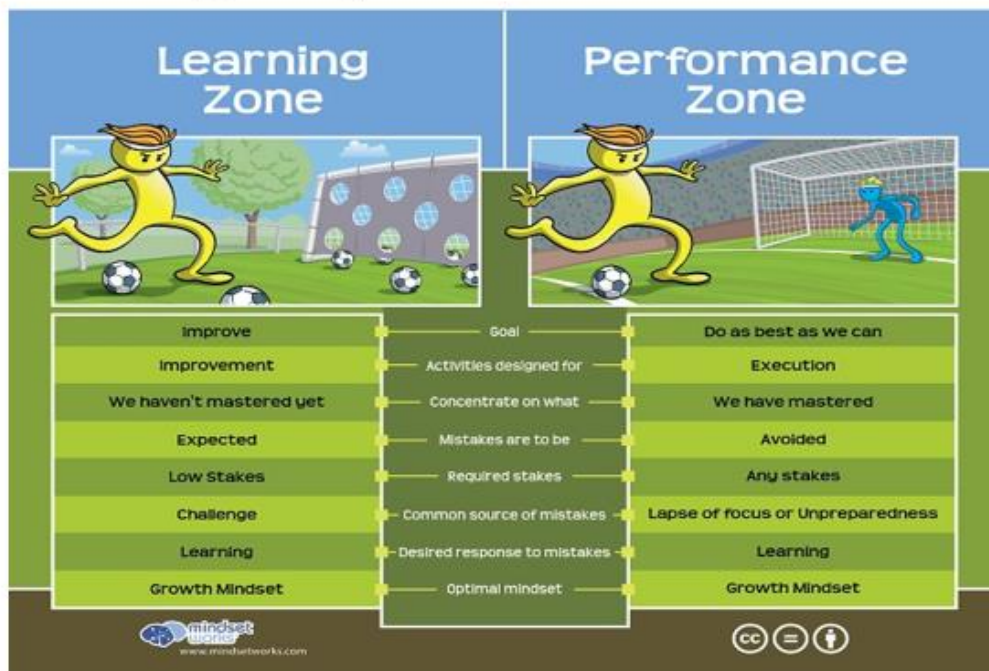 Learning
Zone
Performance
Zone
Improve Goal Do as best as we can
Improvement Activities designed for Execution
We haven't mastered yet Concentrate on what We have mastered
Expected Mistakes are to be Avoided
Low Stakes Required stakes Any stakes
Challenge Common source of mistakes Lapse of focus or Unpreparedness
Learning Desired response to mistakes Learning
Growth Mindset Optimal mindset Growth Mindset
mindset
works
www.mindsetworks.com
cc